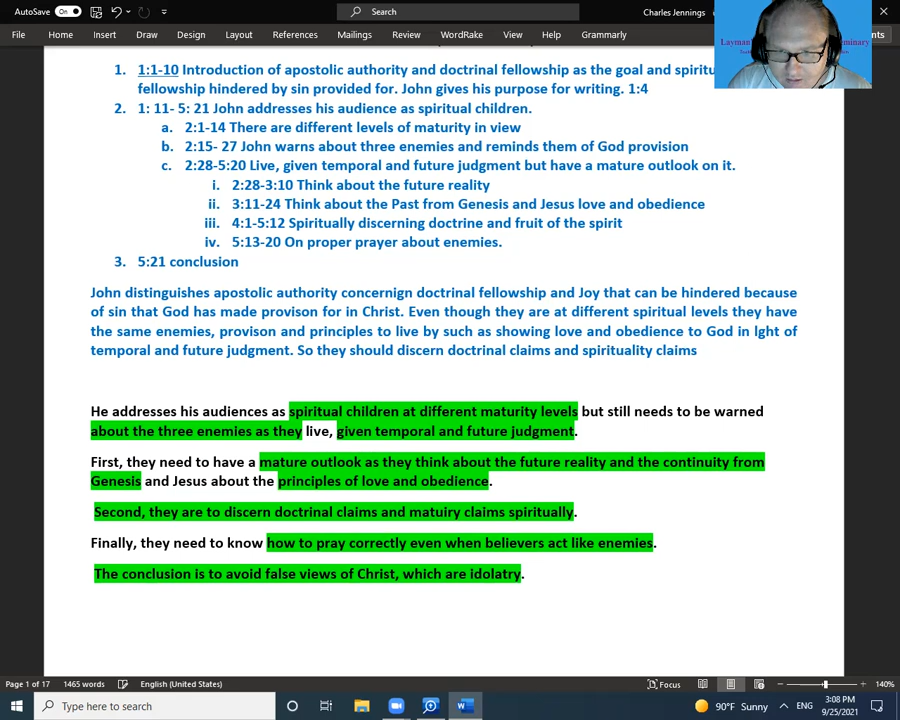 AutoSave On Search Charles Jennings
File Home Insert Draw Design Layout References Mailings Review WordRake View Help Grammarly
Layman
1. 1:1-10 Introduction of apostolic authority and doctrinal fellowship as the goal and
fellowship hindered by sin provided for. John gives his purpose for writing. 1:4
2. 1: 11- 5: 21 John addresses his audience as spiritual children.
a. 2:1-14 There are different levels of maturity in view
b. 2:15- 27 John warns about three enemies and reminds them of God provision
c. 2:28-5:20 Live, given temporal and future judgment but have a mature outlook on it.
i. 2:28-3:10 Think about the future reality
ii. 3:11-24 Think about the Past from Genesis and Jesus love and obedience
iii. 4:1-5:12 Spiritually discerning doctrine and fruit of the spirit
iv. 5:13-20 On proper prayer about enemies.
3. 5:21 conclusion
John distinguishes apostolic authority concernign doctrinal fellowship and Joy that can be hindered because
of sin that God has made provison for in Christ. Even though they are at different spiritual levels they have
the same enemies, provison and principles to live by such as showing love and obedience to God in lght of
temporal and future judgment. So they should discern doctrinal claims and spirituality claims
He addresses his audiences as spiritual children at different maturity levels but still needs to be warned
about the three enemies as they live, given temporal and future judgment.
First, they need to have a mature outlook as they think about the future reality and the continuity from
Genesis and Jesus about the principles of love and obedience.
Second, they are to discern doctrinal claims and matuiry claims spiritually.
Finally, they need to know how to pray correctly even when believers act like enemies.
The conclusion is to avoid false views of Christ, which are idolatry.
Page 1 of 17 1465 words English (United States) Focus 140%
Type here to search 90°F Sunny ENG 3:08 PM
9/25/2021